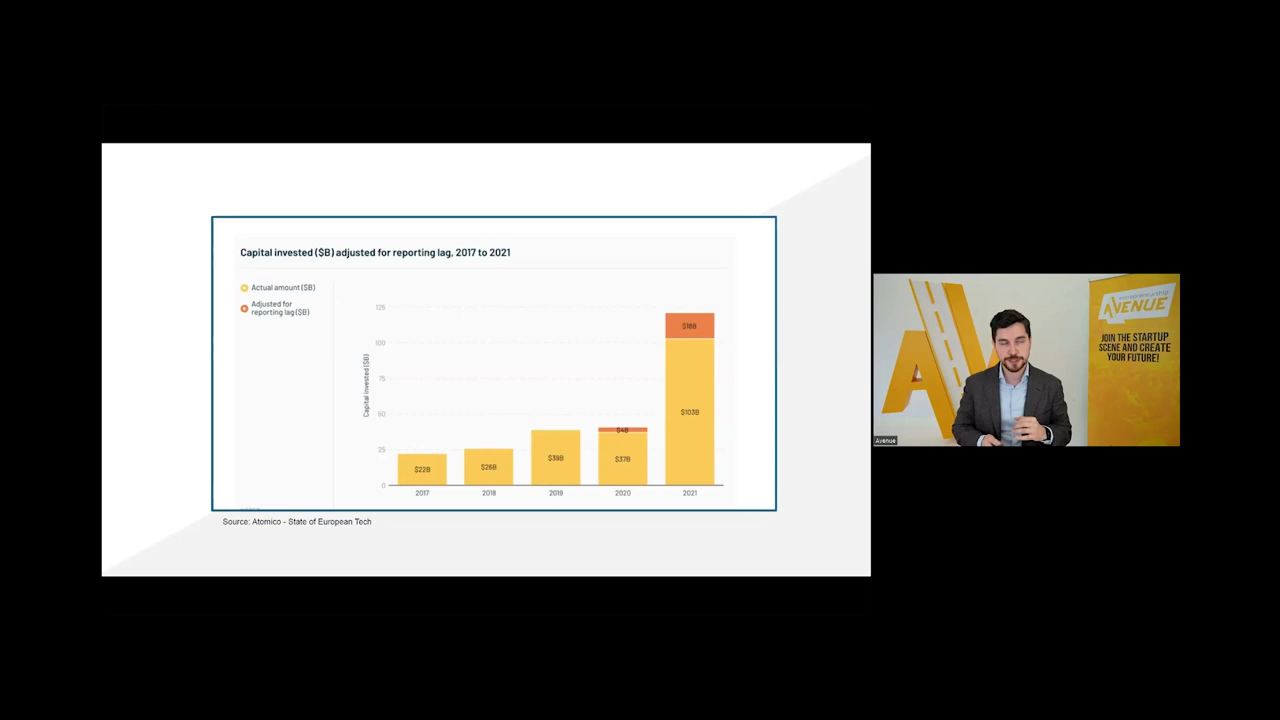 Capital invested ($B) adjusted for reporting lag, 2017 to 2021
Actual amount ($B)
Adjusted for
reporting lag ($B)
Capital invested ($B)
125
100
75
50
25
0
$22B
$26B
$39B
$4B
$37B
$18B
$103B
2017
2018
2019
2020
2021
Source: Atomico - State of European Tech
entrepreneurship
AVENUE
JOIN THE STARTUP
SCENE AND CREATE
YOUR FUTURE!
Avenue